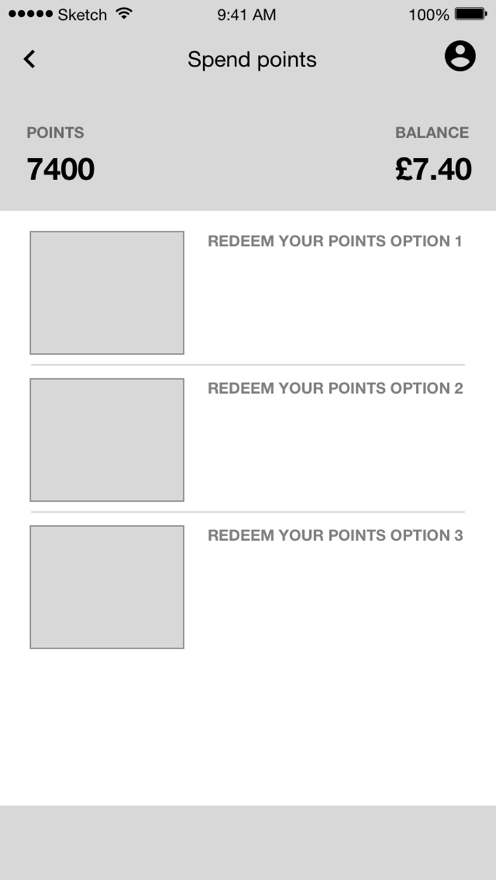 Sketch 9:41 AM 100%
Spend points
POINTS BALANCE
7400 £7.40
REDEEM YOUR POINTS OPTION 1
REDEEM YOUR POINTS OPTION 2
REDEEM YOUR POINTS OPTION 3